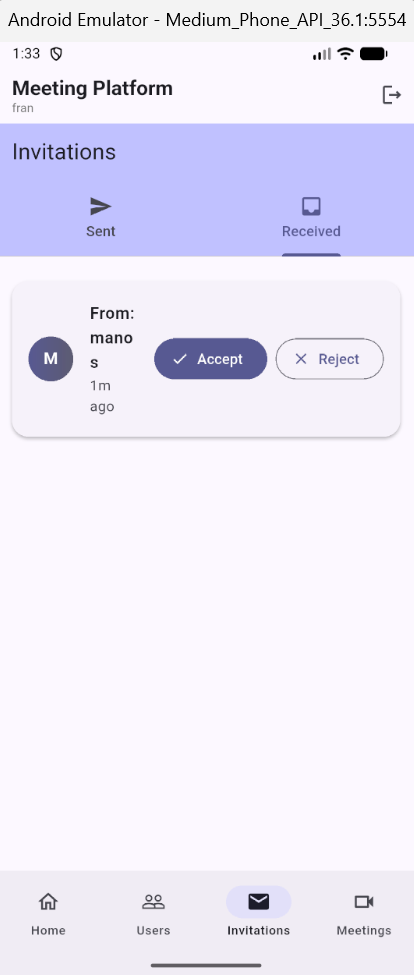 Android Emulator - Medium_Phone_API_36.1:5554
1:33
Meeting Platform
fran
Invitations
Sent
Received
From:
mano
s
1m
ago
M
Accept
Reject
Home
Users
Invitations
Meetings